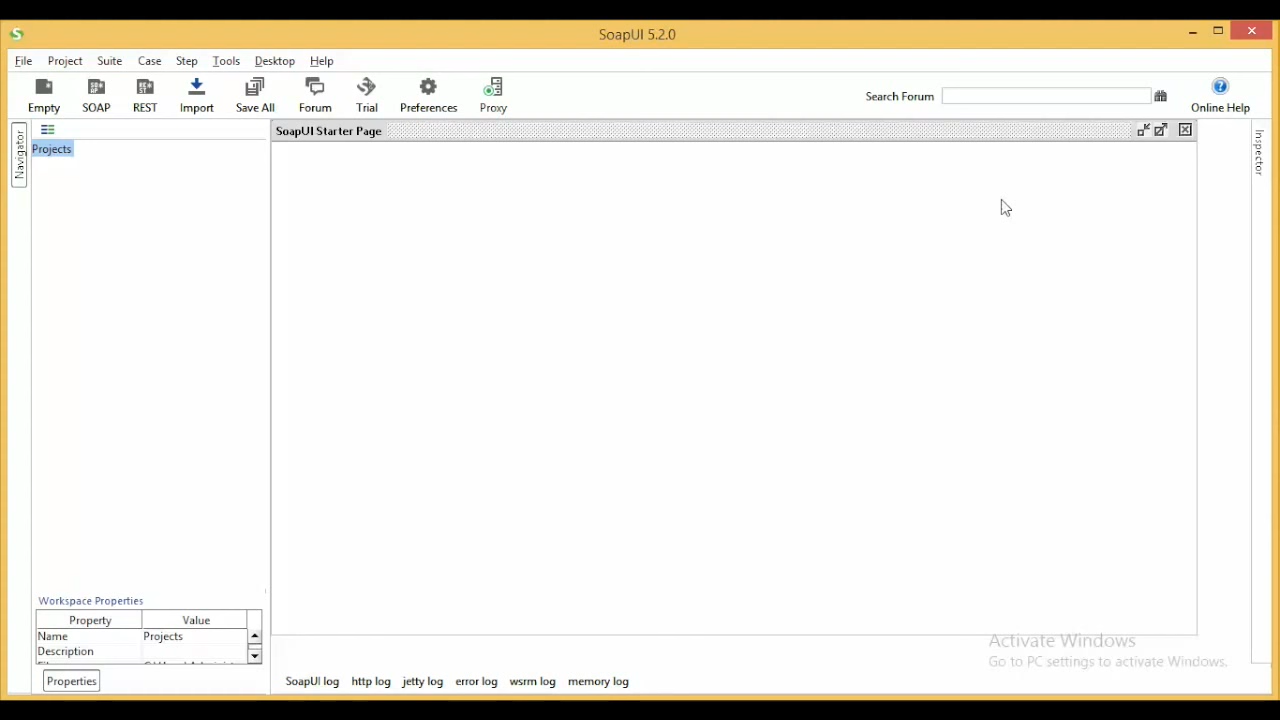 SoapUI 5.2.0
File Project Suite Case Step Tools Desktop Help
Empty SOAP REST Import Save All Forum Trial Preferences Proxy Search Forum Online Help
Navigator
Projects
SoapUI Starter Page
Inspector
Workspace Properties
Property Value
Name Projects
Description
Properties
SoapUI log http log jetty log error log wsrm log memory log
Activate Windows
Go to PC settings to activate Windows.